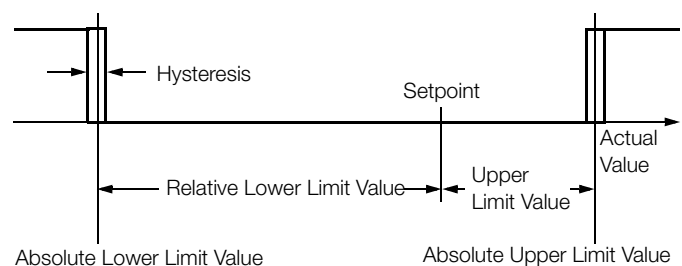 Hysteresis
Setpoint
Actual
Value
Relative Lower Limit Value
Upper
Limit Value
Absolute Lower Limit Value
Absolute Upper Limit Value